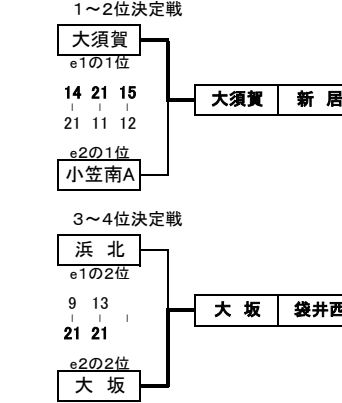 1~2位決定戦
大須賀
e1の1位
14 21 15
21 11 12
e2の1位
小笠南A
大須賀 新 居
3~4位決定戦
浜 北
e1の2位
9 13
21 21
e2の2位
大 坂
大 坂 袋井西